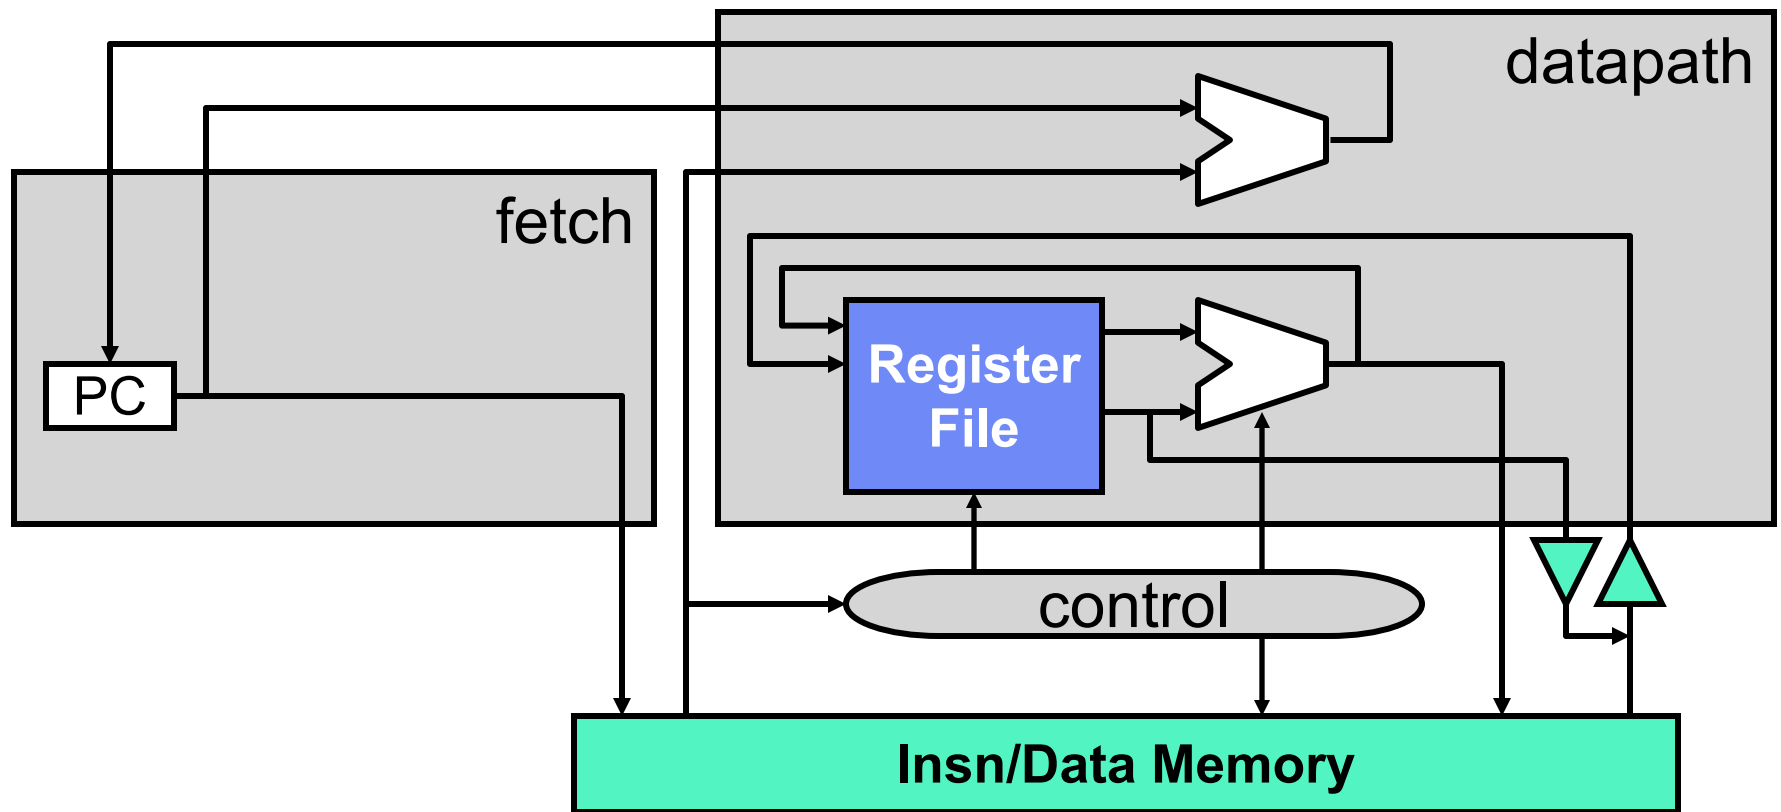 datapath
fetch
PC
Register
File
control
Insn/Data Memory